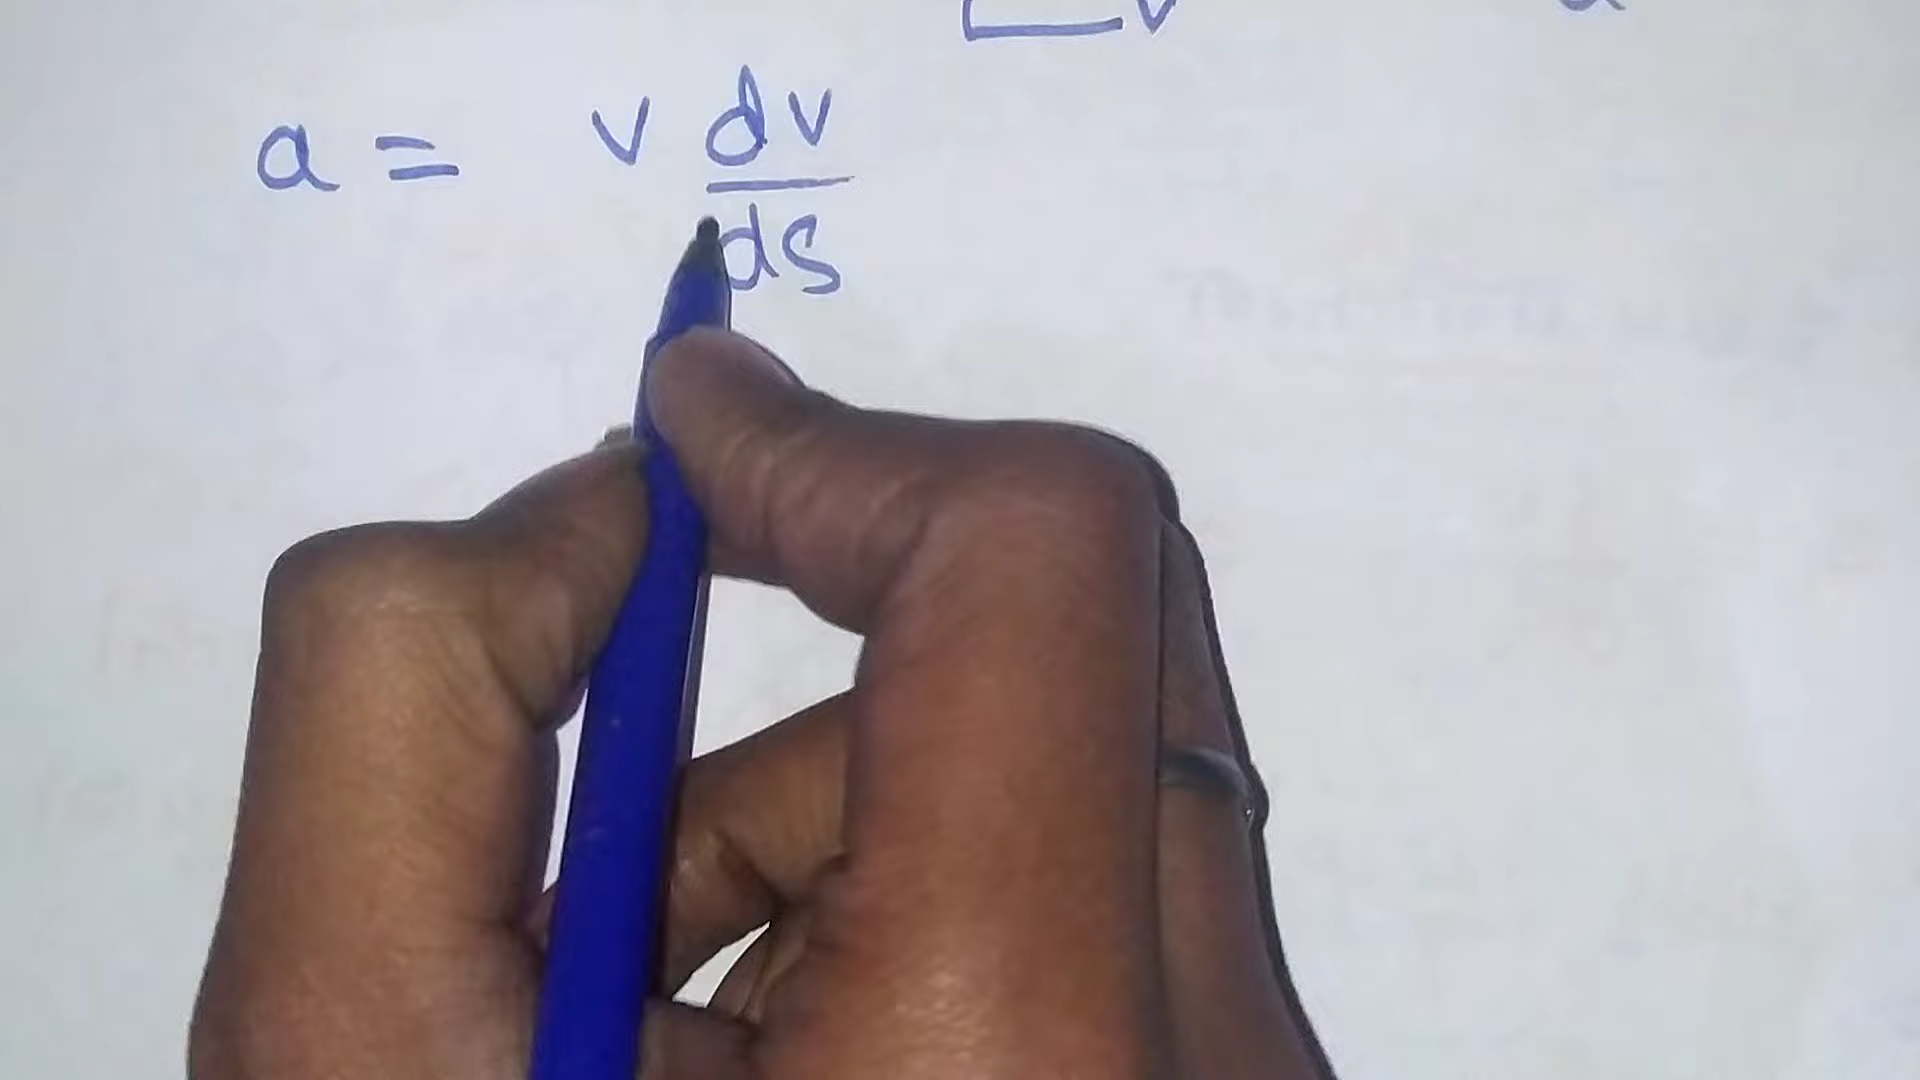 a = v dv/ds